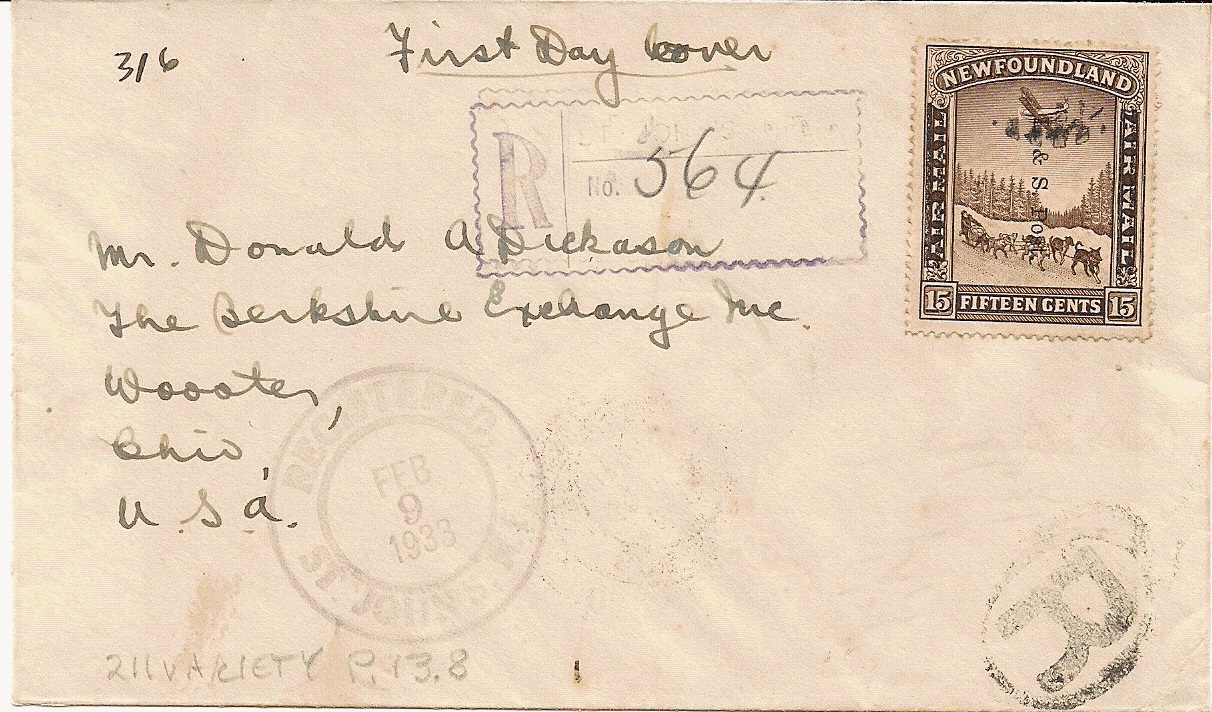 First Day Cover
316
NEWFOUNDLAND
AIR MAIL
AIR MAIL
& S. Post
15 FIFTEEN CENTS 15
R
No. 564
Mr. Donald A Dickason
The Berkshire Exchange Inc.
Wooster,
Ohio,
U.S.A.
REGISTERED
FEB
9
1933
ST. JOHN'S, N
R
211 VARIETY P. 13.8